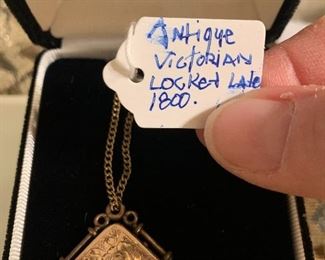 Antique
Victorian
Locket Late
1800.